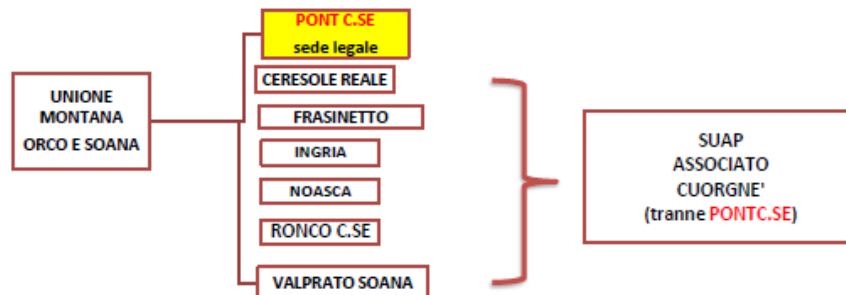 PONT C.SE
sede legale
CERESOLE REALE
UNIONE
MONTANA
ORCO E SOANA
FRASINETTO
INGRIA
NOASCA
RONCO C.SE
VALPRATO SOANA
SUAP
ASSOCIATO
CUORGNE'
(tranne PONTC.SE)